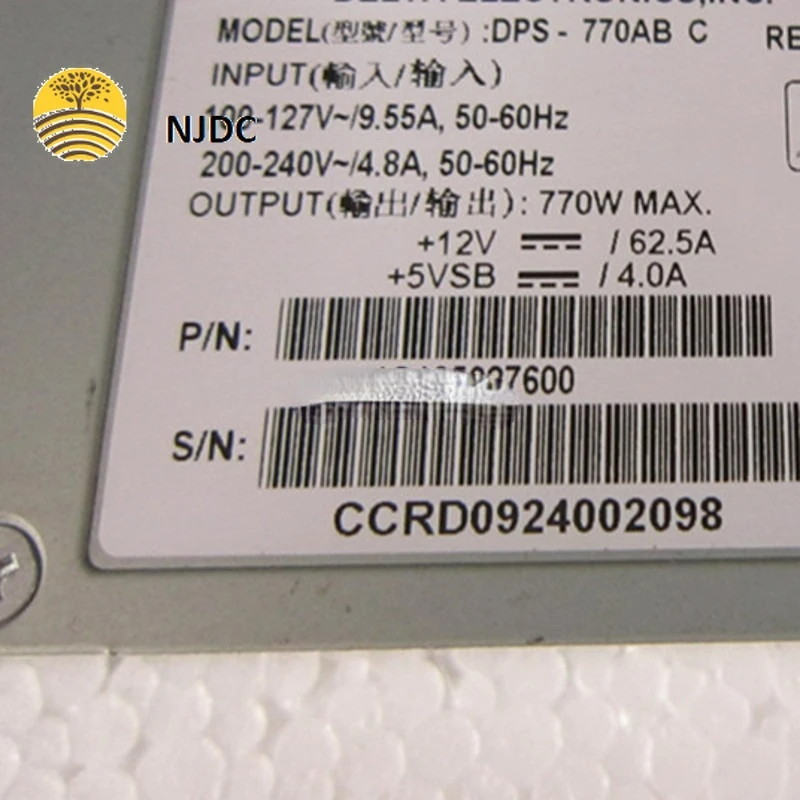 MODEL(型號/型号) :DPS - 770AB C
INPUT(輸入/输入)
100-127V~/9.55A, 50-60Hz
NJDC
200-240V~/4.8A, 50-60Hz
OUTPUT(輸出/输出): 770W MAX.
+12V / 62.5A
+5VSB / 4.0A
P/N:
S/N:
CCRD0924002098